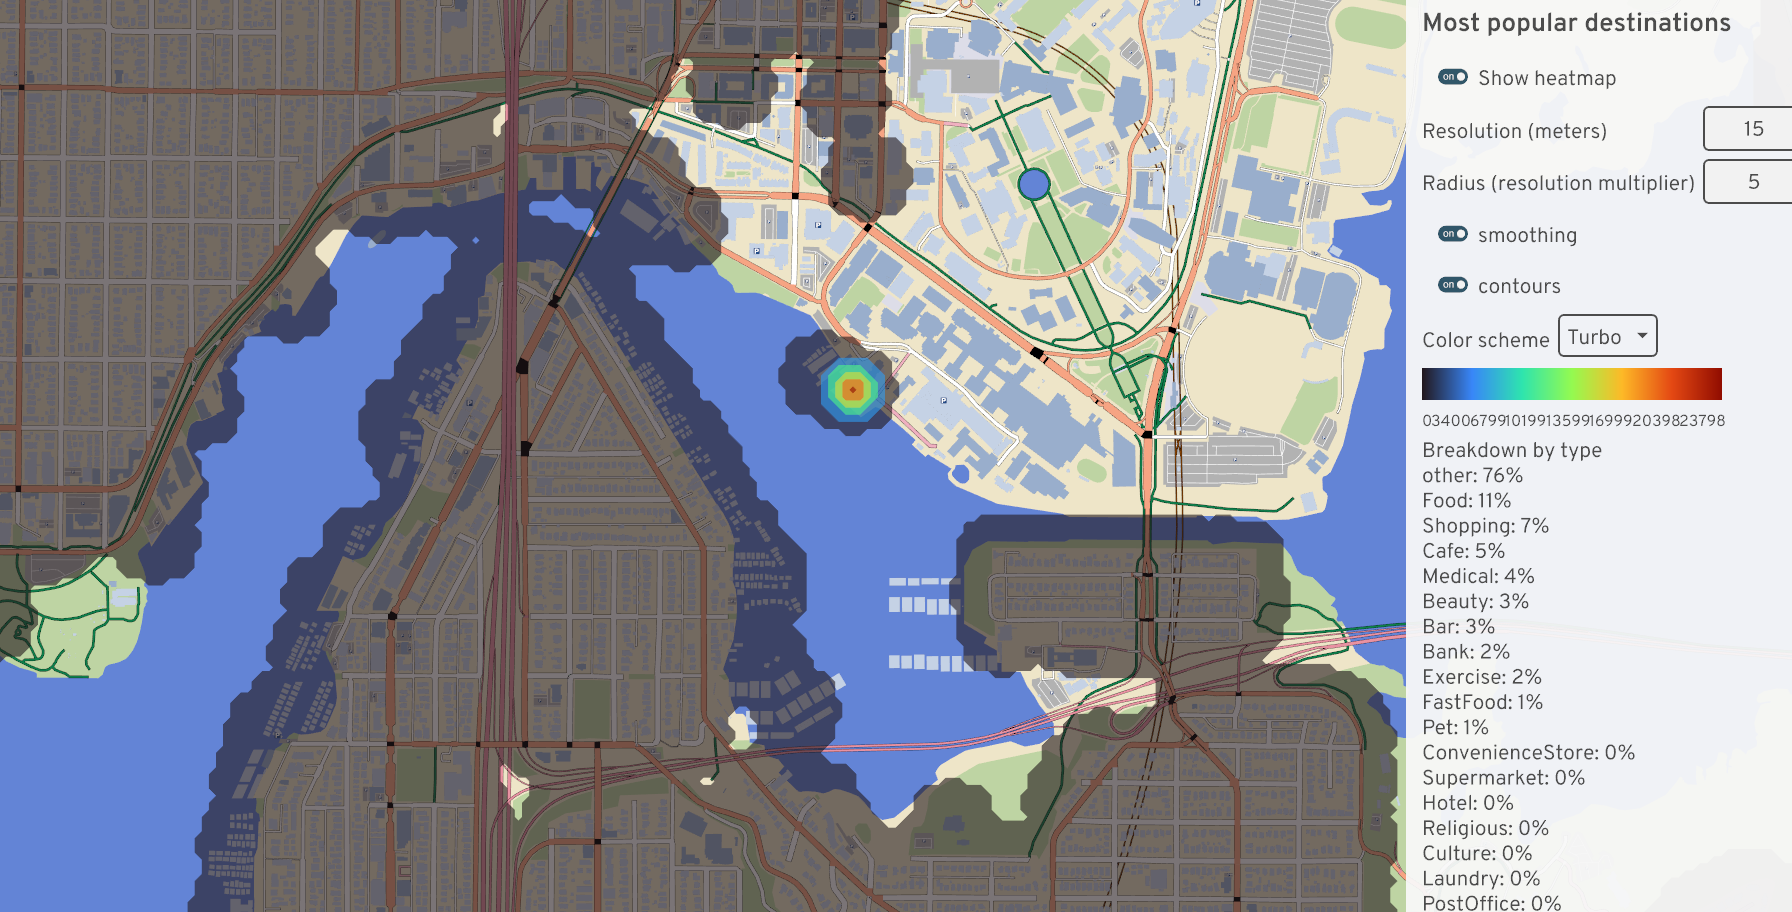 Most popular destinations
on Show heatmap
Resolution (meters) 15
Radius (resolution multiplier) 5
on smoothing
on contours
Color scheme Turbo
034006799101991359916999203982​3798
Breakdown by type
other: 76%
Food: 11%
Shopping: 7%
Cafe: 5%
Medical: 4%
Beauty: 3%
Bar: 3%
Bank: 2%
Exercise: 2%
FastFood: 1%
Pet: 1%
ConvenienceStore: 0%
Supermarket: 0%
Hotel: 0%
Religious: 0%
Culture: 0%
Laundry: 0%
PostOffice: 0%